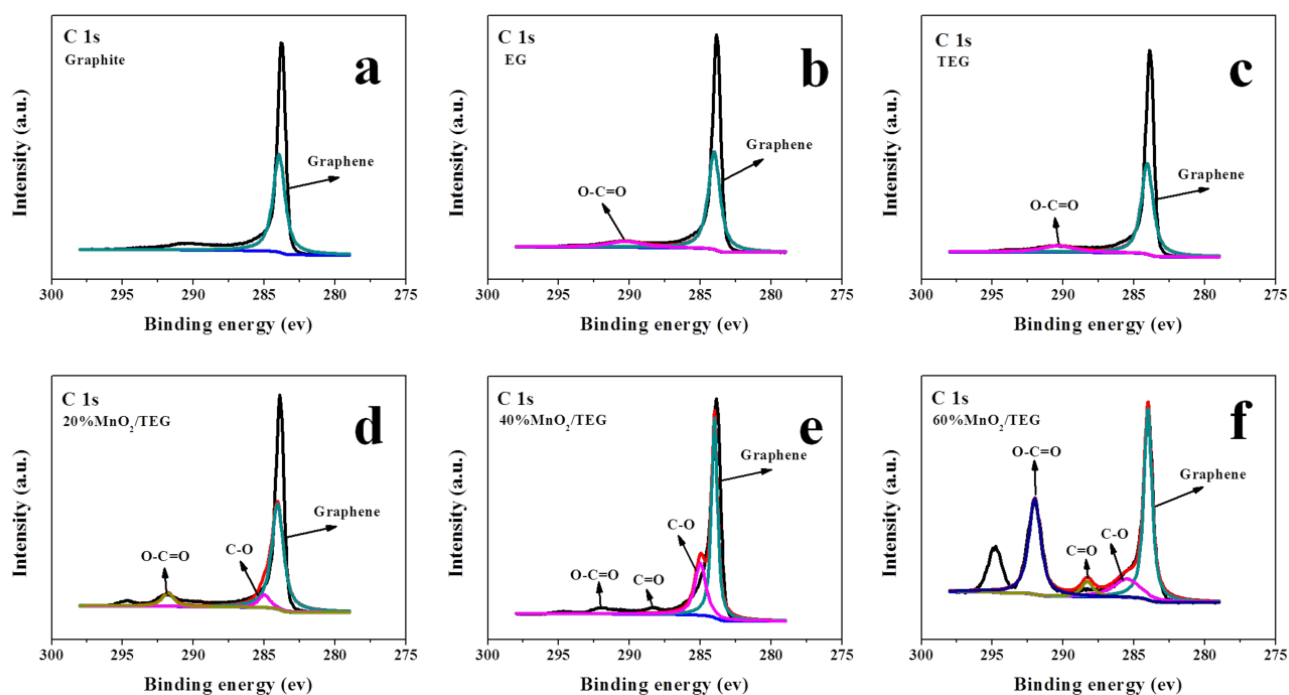 C 1s
Graphite
a
Graphene
Intensity (a.u.)
300 295 290 285 280 275
Binding energy (ev)
C 1s
EG
b
O-C=O
Graphene
Intensity (a.u.)
300 295 290 285 280 275
Binding energy (ev)
C 1s
TEG
c
O-C=O
Graphene
Intensity (a.u.)
300 295 290 285 280 275
Binding energy (ev)
C 1s
20%MnO₂/TEG
d
O-C=O
C-O
Graphene
Intensity (a.u.)
300 295 290 285 280 275
Binding energy (ev)
C 1s
40%MnO₂/TEG
e
O-C=O
C=O
C-O
Graphene
Intensity (a.u.)
300 295 290 285 280 275
Binding energy (ev)
C 1s
60%MnO₂/TEG
f
O-C=O
C=O
C-O
Graphene
Intensity (a.u.)
300 295 290 285 280 275
Binding energy (ev)